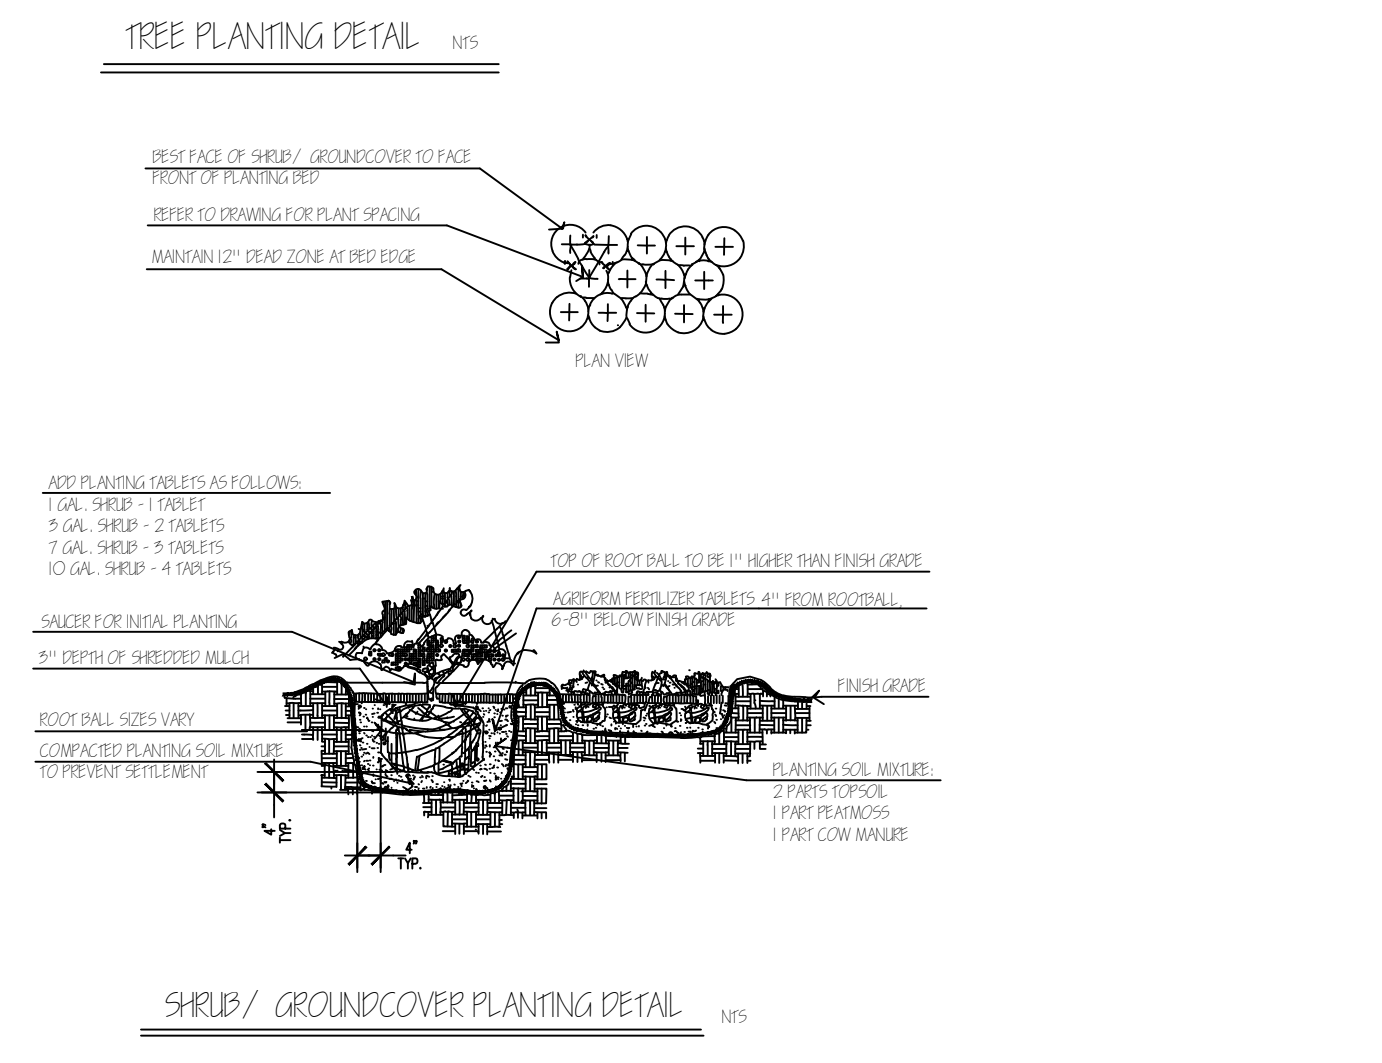 TREE PLANTING DETAIL NTS
BEST FACE OF SHRUB/ GROUNDCOVER TO FACE
FRONT OF PLANTING BED
REFER TO DRAWING FOR PLANT SPACING
MAINTAIN 12" DEAD ZONE AT BED EDGE
PLAN VIEW
ADD PLANTING TABLETS AS FOLLOWS:
1 GAL. SHRUB - 1 TABLET
3 GAL. SHRUB - 2 TABLETS
7 GAL. SHRUB - 3 TABLETS
10 GAL. SHRUB - 4 TABLETS
TOP OF ROOT BALL TO BE 1" HIGHER THAN FINISH GRADE
AGRIFORM FERTILIZER TABLETS 4" FROM ROOTBALL,
6-8" BELOW FINISH GRADE
SAUCER FOR INITIAL PLANTING
3" DEPTH OF SHREDDED MULCH
FINISH GRADE
ROOT BALL SIZES VARY
COMPACTED PLANTING SOIL MIXTURE
TO PREVENT SETTLEMENT
PLANTING SOIL MIXTURE:
2 PARTS TOPSOIL
1 PART PEATMOSS
1 PART COW MANURE
4"
TYP.
4"
TYP.
SHRUB/ GROUNDCOVER PLANTING DETAIL NTS